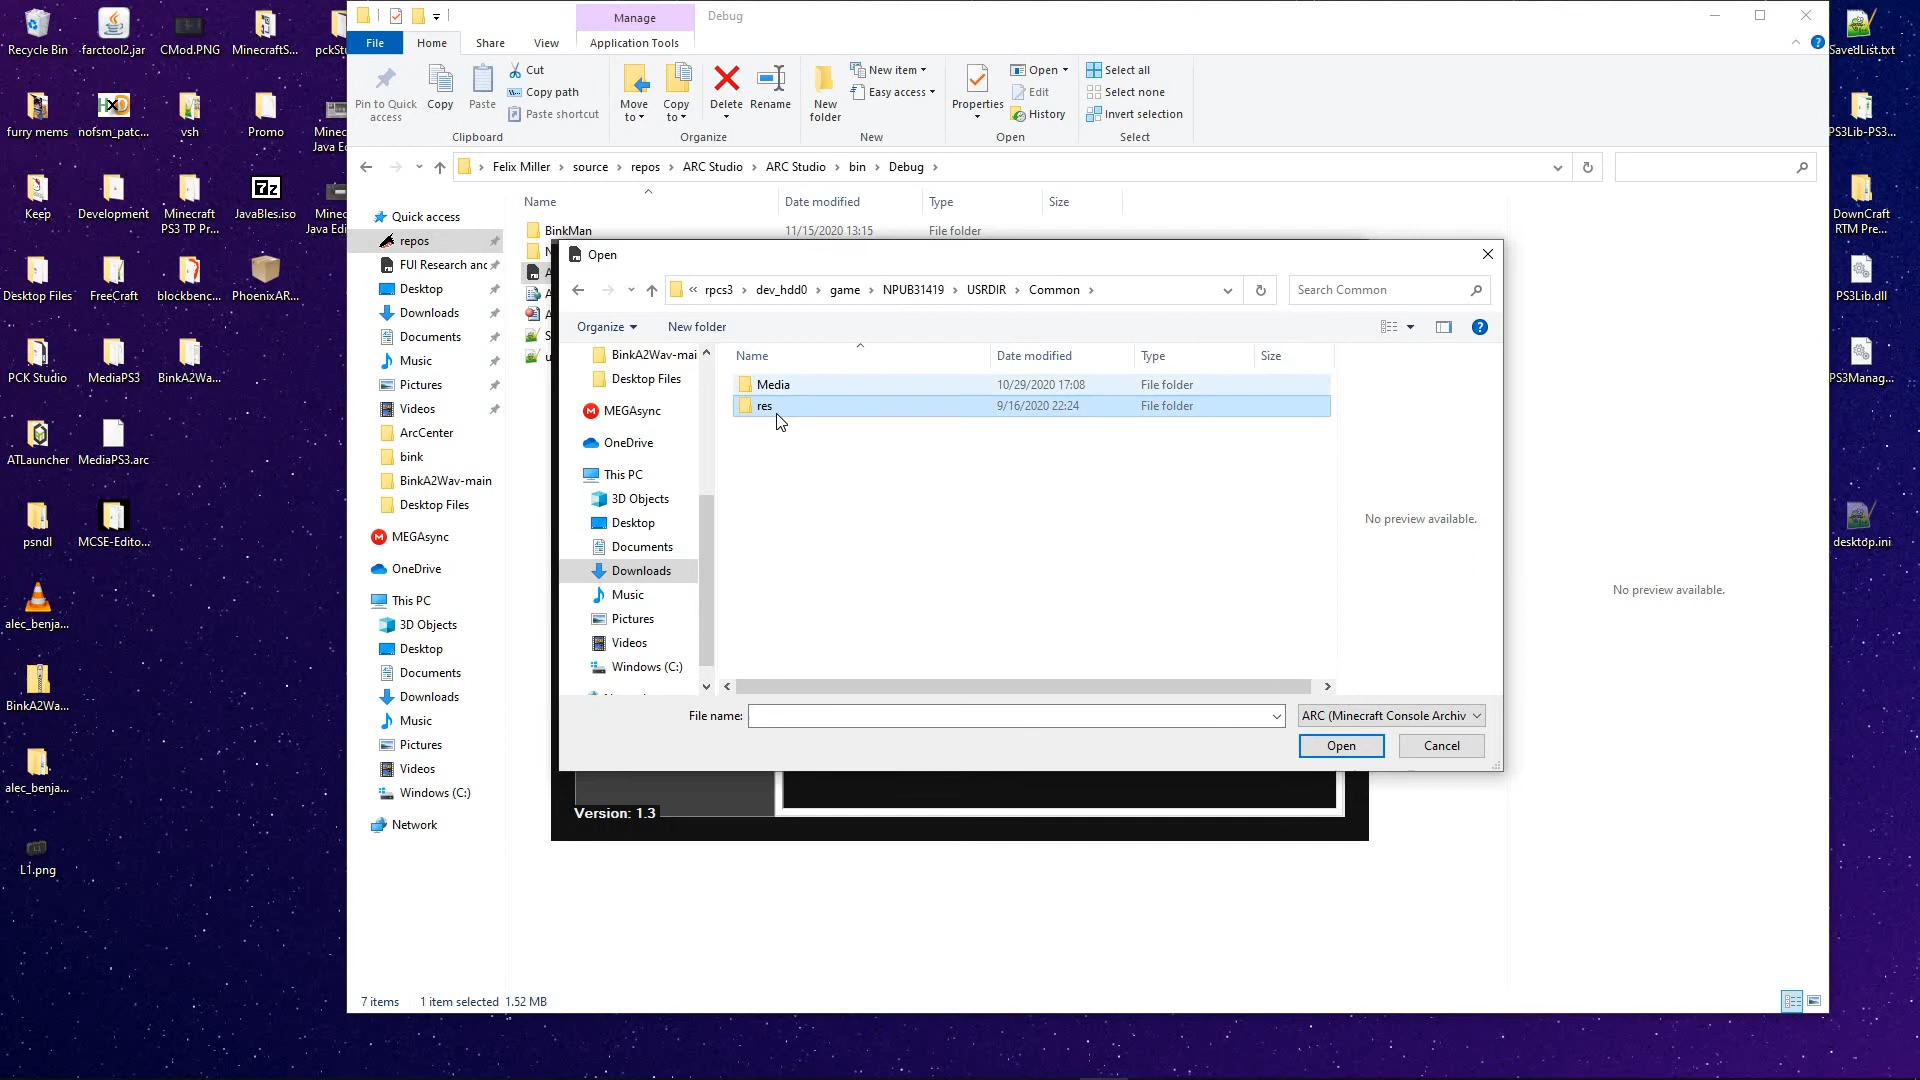 Recycle Bin
farctool2.jar
CMod.PNG
MinecraftS...
furry mems
nofsm_patc...
vsh
Promo
Keep
Development
Minecraft
PS3 TP Pr...
JavaBles.iso
Desktop Files
FreeCraft
blockbenc...
PhoenixAR...
PCK Studio
MediaPS3
BinkA2Wa...
ATLauncher
MediaPS3.arc
psndl
MCSE-Edito...
alec_benja...
BinkA2Wa...
alec_benja...
L1.png
Manage
Debug
File
Home
Share
View
Application Tools
Pin to Quick
access
Copy
Paste
Cut
Copy path
Paste shortcut
Clipboard
Move
to
Copy
to
Delete
Rename
Organize
New
folder
New item
Easy access
New
Properties
Open
Edit
History
Open
Select all
Select none
Invert selection
Select
Felix Miller
source
repos
ARC Studio
ARC Studio
bin
Debug
Name
Date modified
Type
Size
BinkMan
11/15/2020 13:15
File folder
Quick access
repos
FUI Research and
Desktop
Downloads
Documents
Music
Pictures
Videos
ArcCenter
bink
BinkA2Wav-main
Desktop Files
MEGAsync
OneDrive
This PC
3D Objects
Desktop
Documents
Downloads
Music
Pictures
Videos
Windows (C:)
Network
Open
« rpcs3
dev_hdd0
game
NPUB31419
USRDIR
Common
Search Common
Organize
New folder
BinkA2Wav-mai
Desktop Files
MEGAsync
OneDrive
This PC
3D Objects
Desktop
Documents
Downloads
Music
Pictures
Videos
Windows (C:)
Name
Date modified
Type
Size
Media
10/29/2020 17:08
File folder
res
9/16/2020 22:24
File folder
No preview available.
File name:
ARC (Minecraft Console Archiv
Open
Cancel
Version: 1.3
No preview available.
7 items
1 item selected 1.52 MB
SavedList.txt
PS3Lib-PS3...
DownCraft
RTM Pre...
PS3Lib.dll
PS3Manag...
desktop.ini